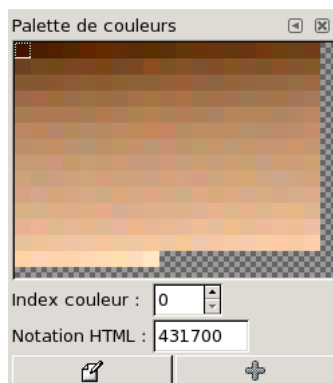 Palette de couleurs
Index couleur : 0
Notation HTML : 431700